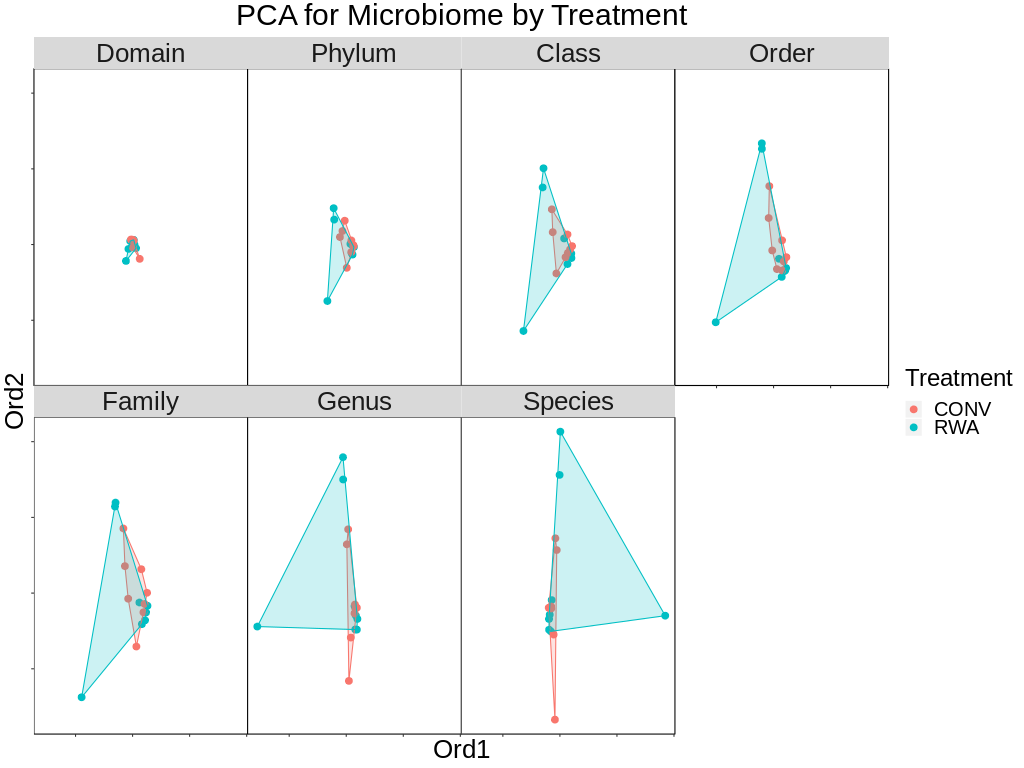 PCA for Microbiome by Treatment
Domain Phylum Class Order
Family Genus Species
Ord2
Ord1
Treatment
CONV
RWA